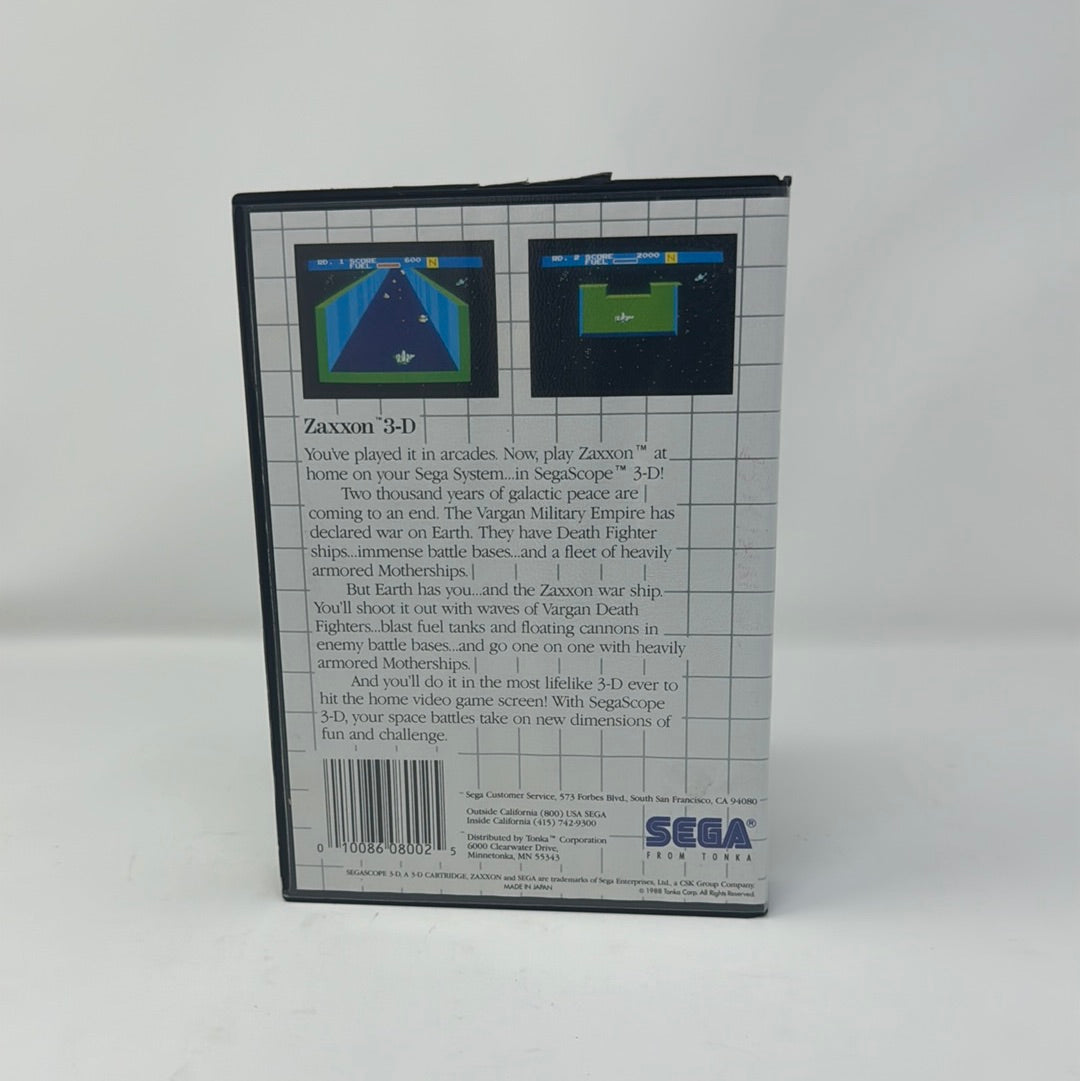 RD. 1 SCORE 600 N
FUEL
RD. 2 SCORE 2000 N
FUEL
Zaxxon™ 3-D
You've played it in arcades. Now, play Zaxxon™ at
home on your Sega System...in SegaScope™ 3-D!
Two thousand years of galactic peace are
coming to an end. The Vargan Military Empire has
declared war on Earth. They have Death Fighter
ships...immense battle bases...and a fleet of heavily
armored Motherships.
But Earth has you...and the Zaxxon war ship.
You'll shoot it out with waves of Vargan Death
Fighters...blast fuel tanks and floating cannons in
enemy battle bases...and go one on one with heavily
armored Motherships.
And you'll do it in the most lifelike 3-D ever to
hit the home video game screen! With SegaScope
3-D, your space battles take on new dimensions of
fun and challenge.
0 10086 08002 5
Sega Customer Service, 573 Forbes Blvd., South San Francisco, CA 94080
Outside California (800) USA SEGA
Inside California (415) 742-9300
Distributed by Tonka™ Corporation
6000 Clearwater Drive,
Minnetonka, MN 55343
SEGA®
FROM TONKA
SEGASCOPE 3-D, A 3-D CARTRIDGE, ZAXXON and SEGA are trademarks of Sega Enterprises, Ltd., a CSK Group Company.
MADE IN JAPAN
© 1988 Tonka Corp. All Rights Reserved.